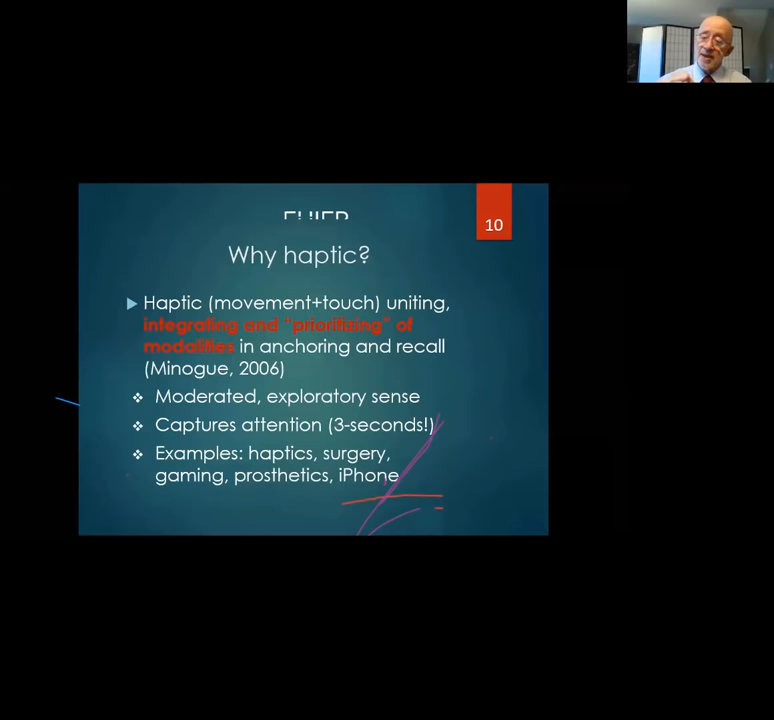 10
Why haptic?
Haptic (movement+touch) uniting,
integrating and "prioritizing" of
modalities in anchoring and recall
(Minogue, 2006)
Moderated, exploratory sense
Captures attention (3-seconds!)
Examples: haptics, surgery,
gaming, prosthetics, iPhone